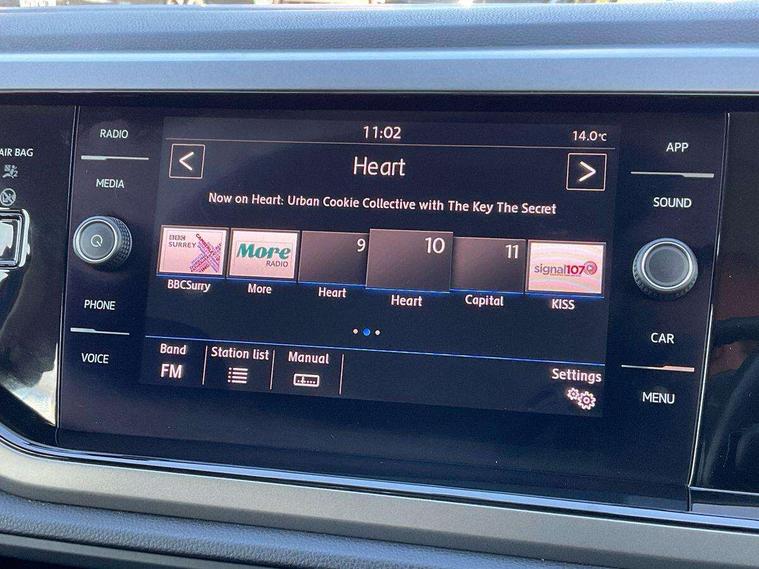 AIR BAG
RADIO
MEDIA
PHONE
VOICE
11:02
14.0°C
<
Heart
>
Now on Heart: Urban Cookie Collective with The Key The Secret
BBC
SURREY
More
RADIO
9
10
11
signal107
BBCSurry
More
Heart
Heart
Capital
KISS
Band
FM
Station list
Manual
Settings
APP
SOUND
CAR
MENU